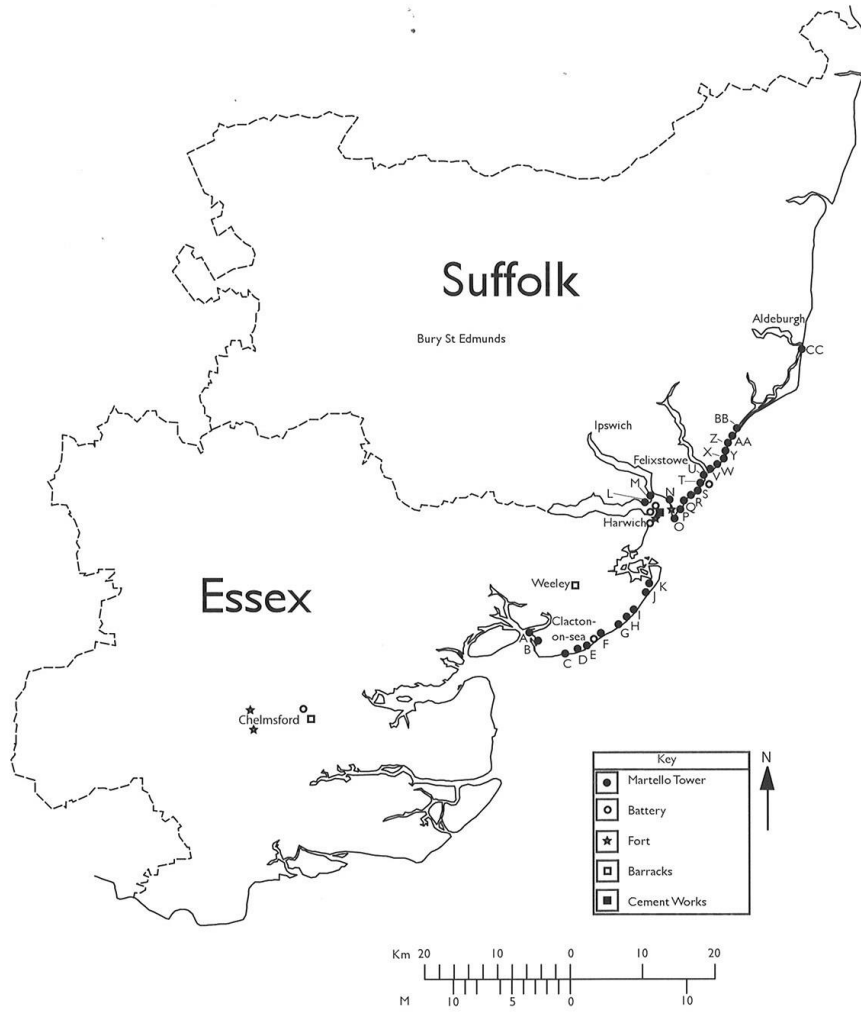 Suffolk
Aldeburgh
Bury St Edmunds
CC
BB
Ipswich
Z
AA
X
Y
Felixstowe
U
W
T
V
M
L
N
S
R
Q
P
Harwich
O
Weeley
K
J
Essex
Clacton-
on-sea
I
H
A
G
B
F
E
D
C
Chelmsford
Key
Martello Tower
Battery
Fort
Barracks
Cement Works
N
Km 20 10 0 10 20
M 10 5 0 10